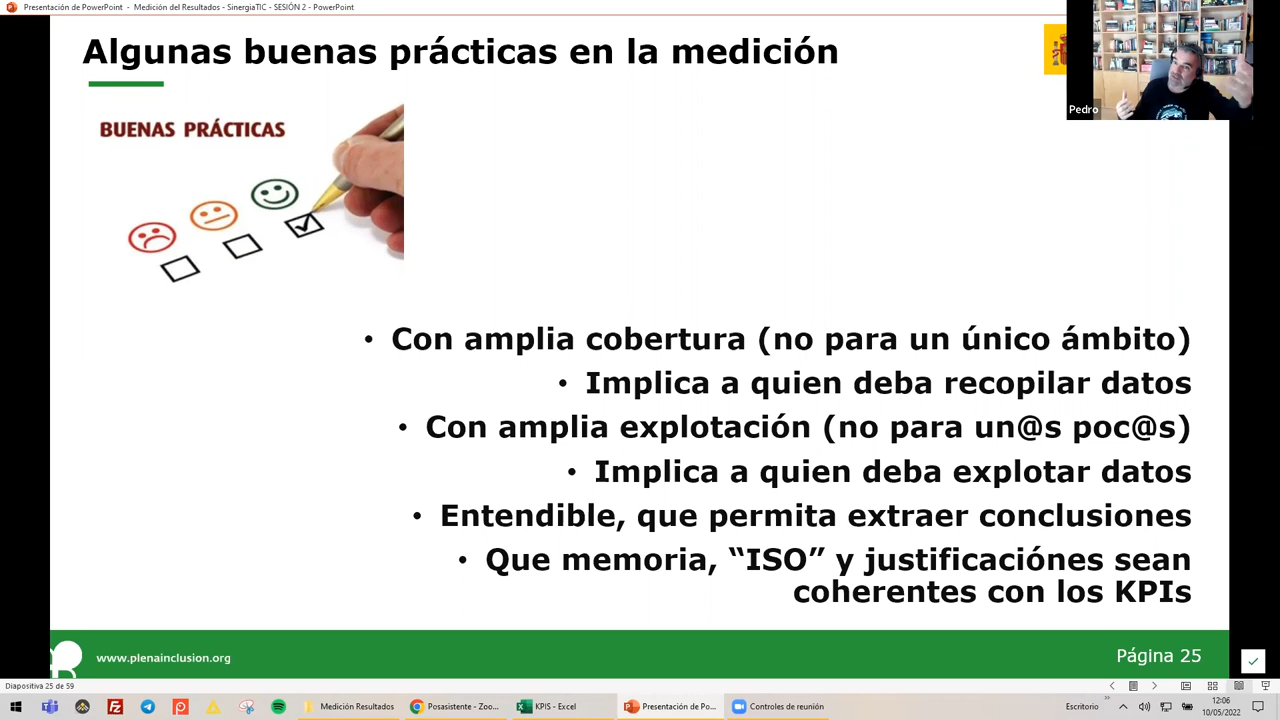 Presentación de PowerPoint - Medición del Resultados - SinergiaTIC - SESIÓN 2 - PowerPoint
Algunas buenas prácticas en la medición
Pedro
BUENAS PRÁCTICAS
• Con amplia cobertura (no para un único ámbito)
• Implica a quien deba recopilar datos
• Con amplia explotación (no para un@s poc@s)
• Implica a quien deba explotar datos
• Entendible, que permita extraer conclusiones
• Que memoria, “ISO” y justificaciónes sean
coherentes con los KPIs
www.plenainclusion.org
Página 25
Diapositiva 25 de 59
Medición Resultados
Posasistente - Zoo...
KPIS - Excel
Presentación de Po...
Controles de reunión
Escritorio
12:06
10/05/2022